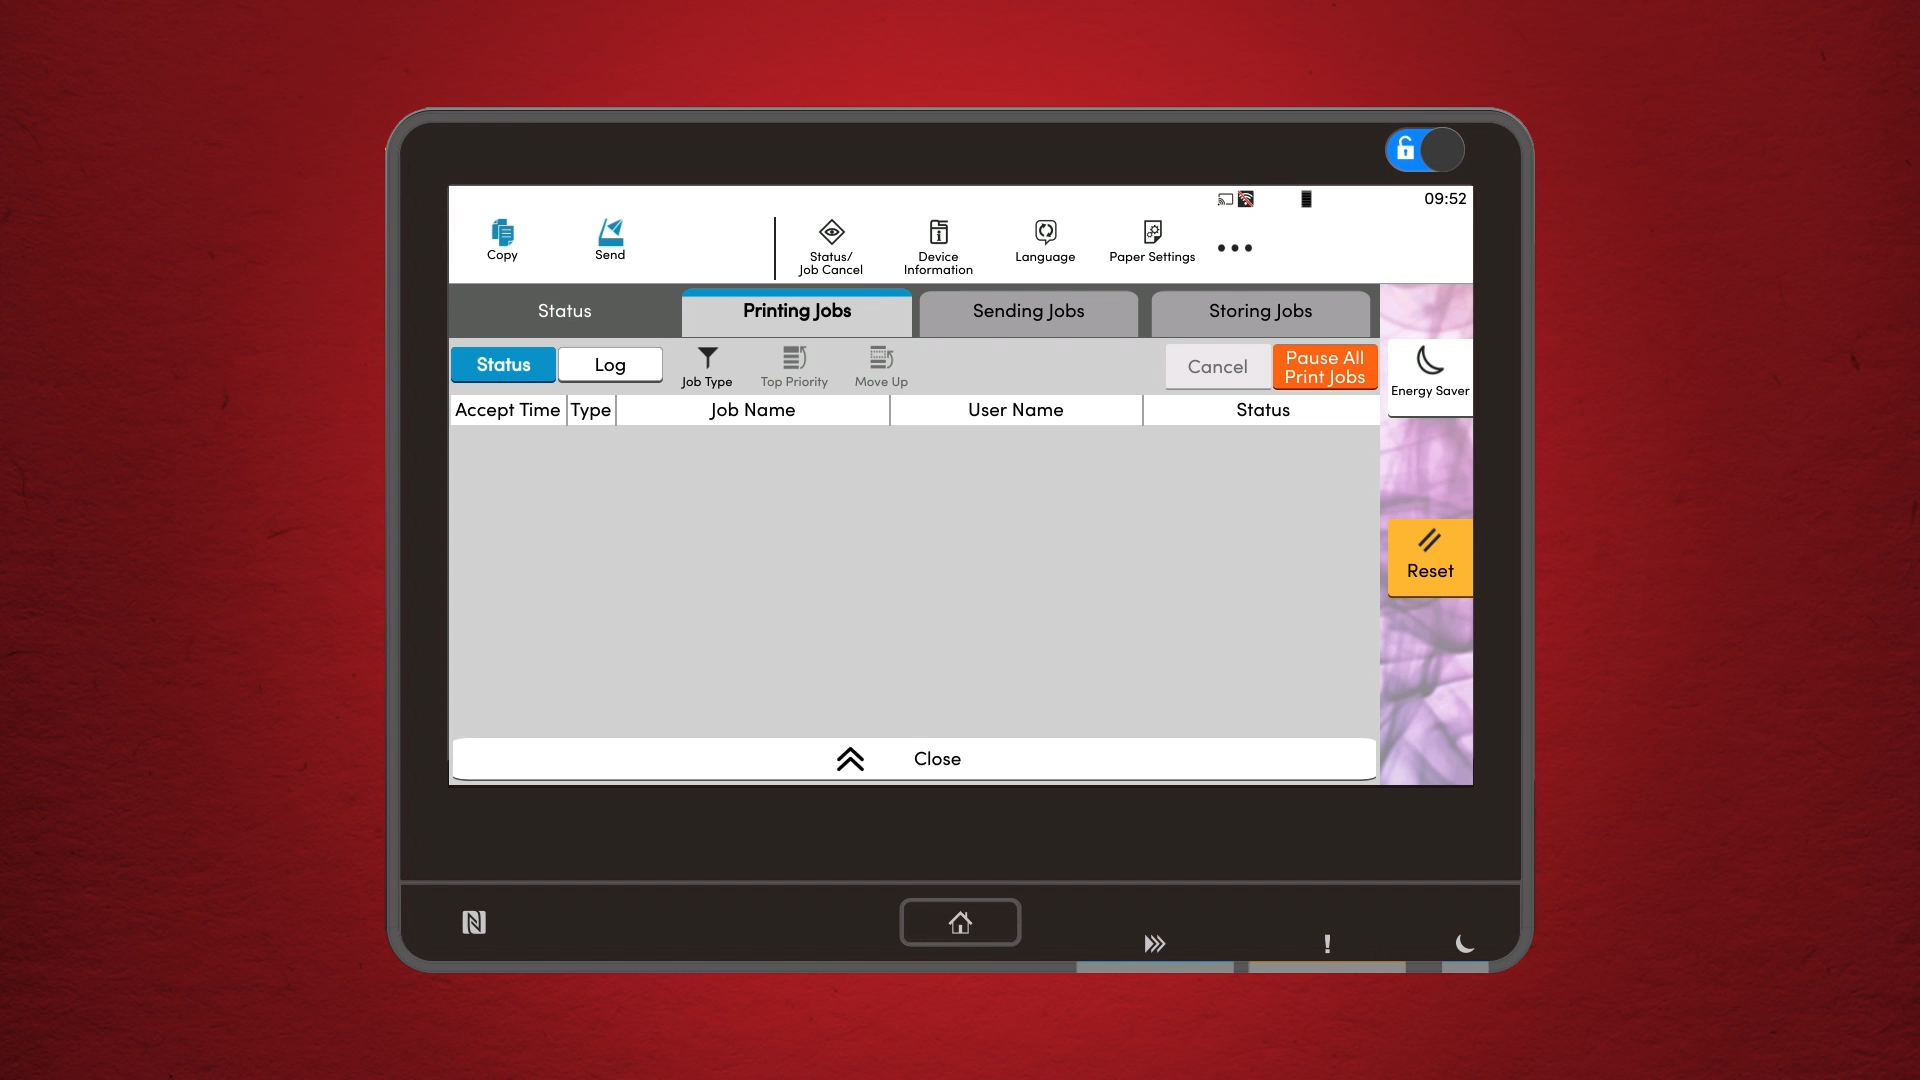 09:52
Copy
Send
Status/
Job Cancel
Device
Information
Language
Paper Settings
Status
Printing Jobs
Sending Jobs
Storing Jobs
Status
Log
Job Type
Top Priority
Move Up
Cancel
Pause All
Print Jobs
Energy Saver
Accept Time
Type
Job Name
User Name
Status
Reset
Close